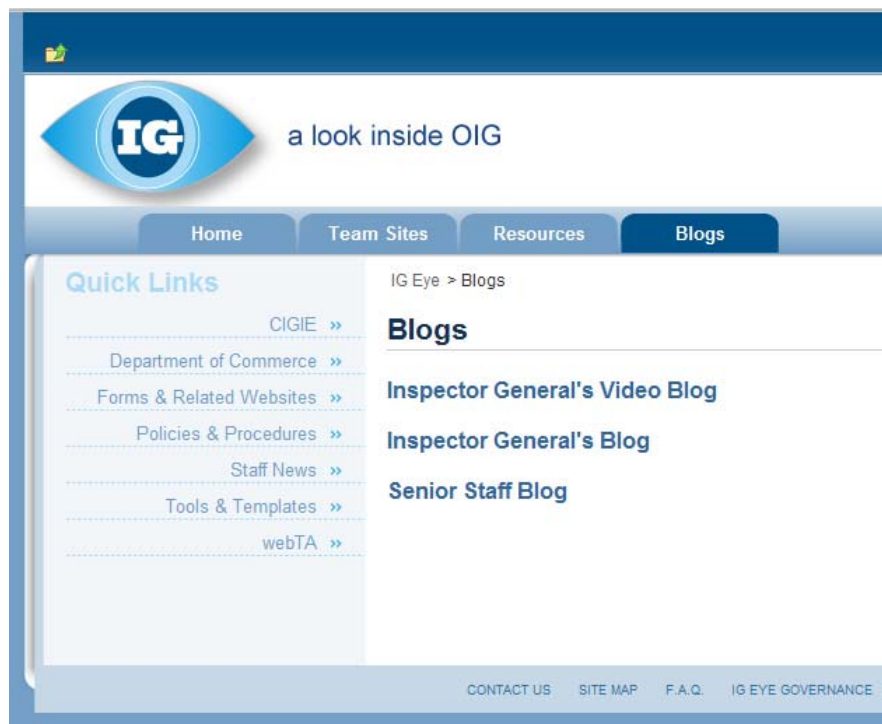 IG
a look inside OIG
Home Team Sites Resources Blogs
Quick Links
CIGIE »
Department of Commerce »
Forms & Related Websites »
Policies & Procedures »
Staff News »
Tools & Templates »
webTA »
IG Eye > Blogs
Blogs
Inspector General's Video Blog
Inspector General's Blog
Senior Staff Blog
CONTACT US SITE MAP F.A.Q. IG EYE GOVERNANCE